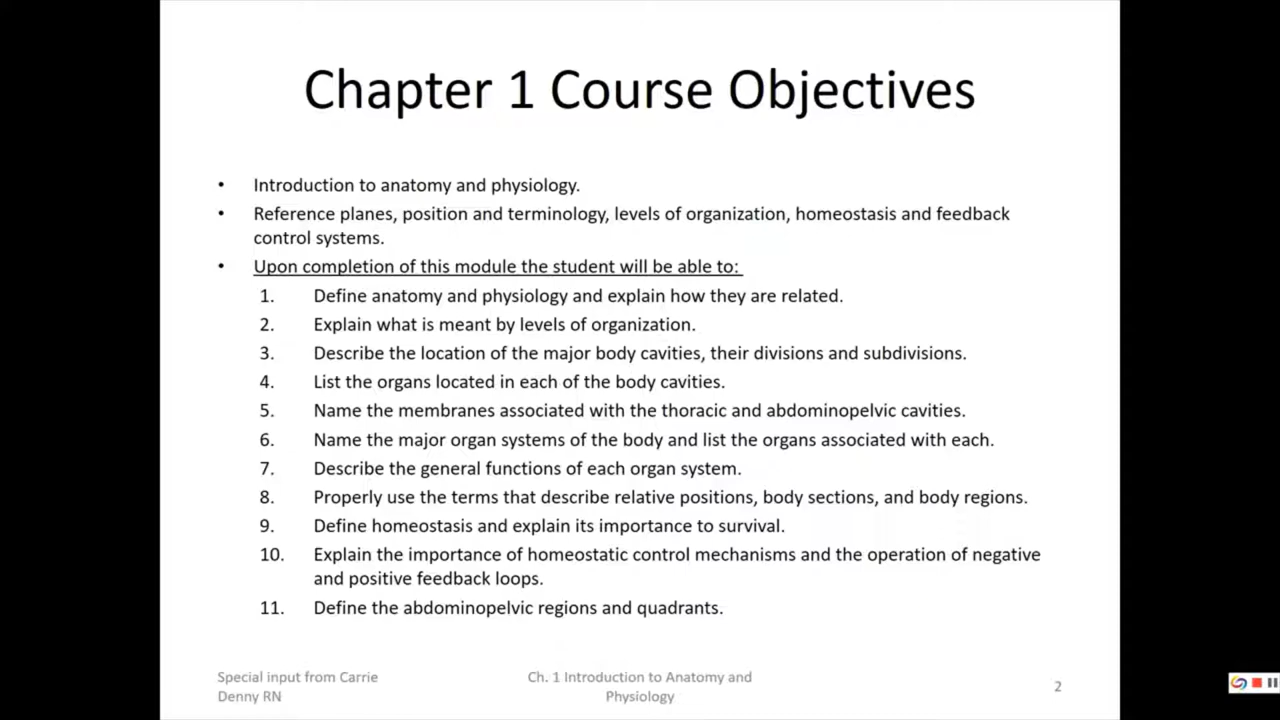 Chapter 1 Course Objectives
• Introduction to anatomy and physiology.
• Reference planes, position and terminology, levels of organization, homeostasis and feedback
control systems.
• Upon completion of this module the student will be able to:
1. Define anatomy and physiology and explain how they are related.
2. Explain what is meant by levels of organization.
3. Describe the location of the major body cavities, their divisions and subdivisions.
4. List the organs located in each of the body cavities.
5. Name the membranes associated with the thoracic and abdominopelvic cavities.
6. Name the major organ systems of the body and list the organs associated with each.
7. Describe the general functions of each organ system.
8. Properly use the terms that describe relative positions, body sections, and body regions.
9. Define homeostasis and explain its importance to survival.
10. Explain the importance of homeostatic control mechanisms and the operation of negative
and positive feedback loops.
11. Define the abdominopelvic regions and quadrants.
Special input from Carrie
Denny RN
Ch. 1 Introduction to Anatomy and
Physiology
2